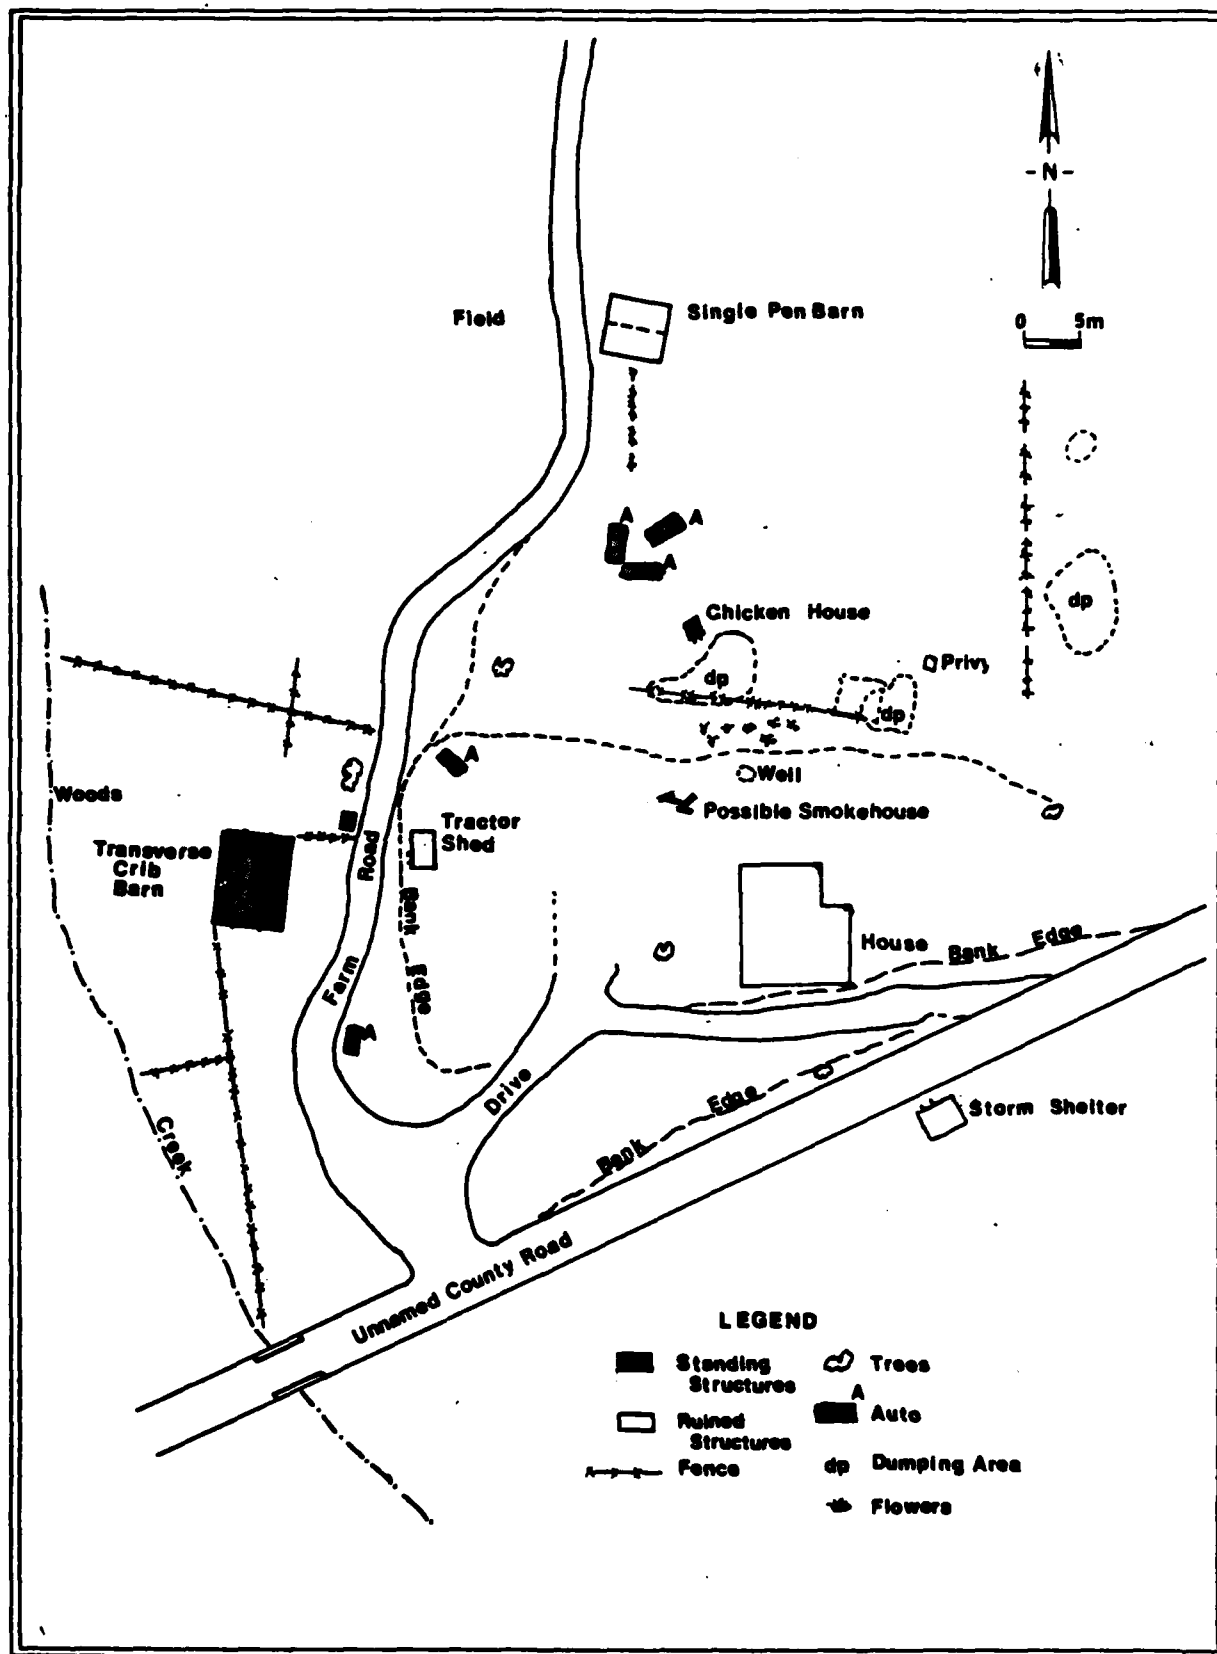 - N -
0 5m
Field
Single Pen Barn
A
A
A
Chicken House
dp
dp
Privy
dp
Well
Possible Smokehouse
A
Woods
Tractor
Shed
Transverse
Crib
Barn
Farm Road
Bank Edge
A
House
Bank Edge
Drive
Bank Edge
Storm Shelter
Creek
Unnamed County Road
LEGEND
Standing
Structures
Trees
Ruined
Structures
A
Auto
Fence
dp Dumping Area
Flowers